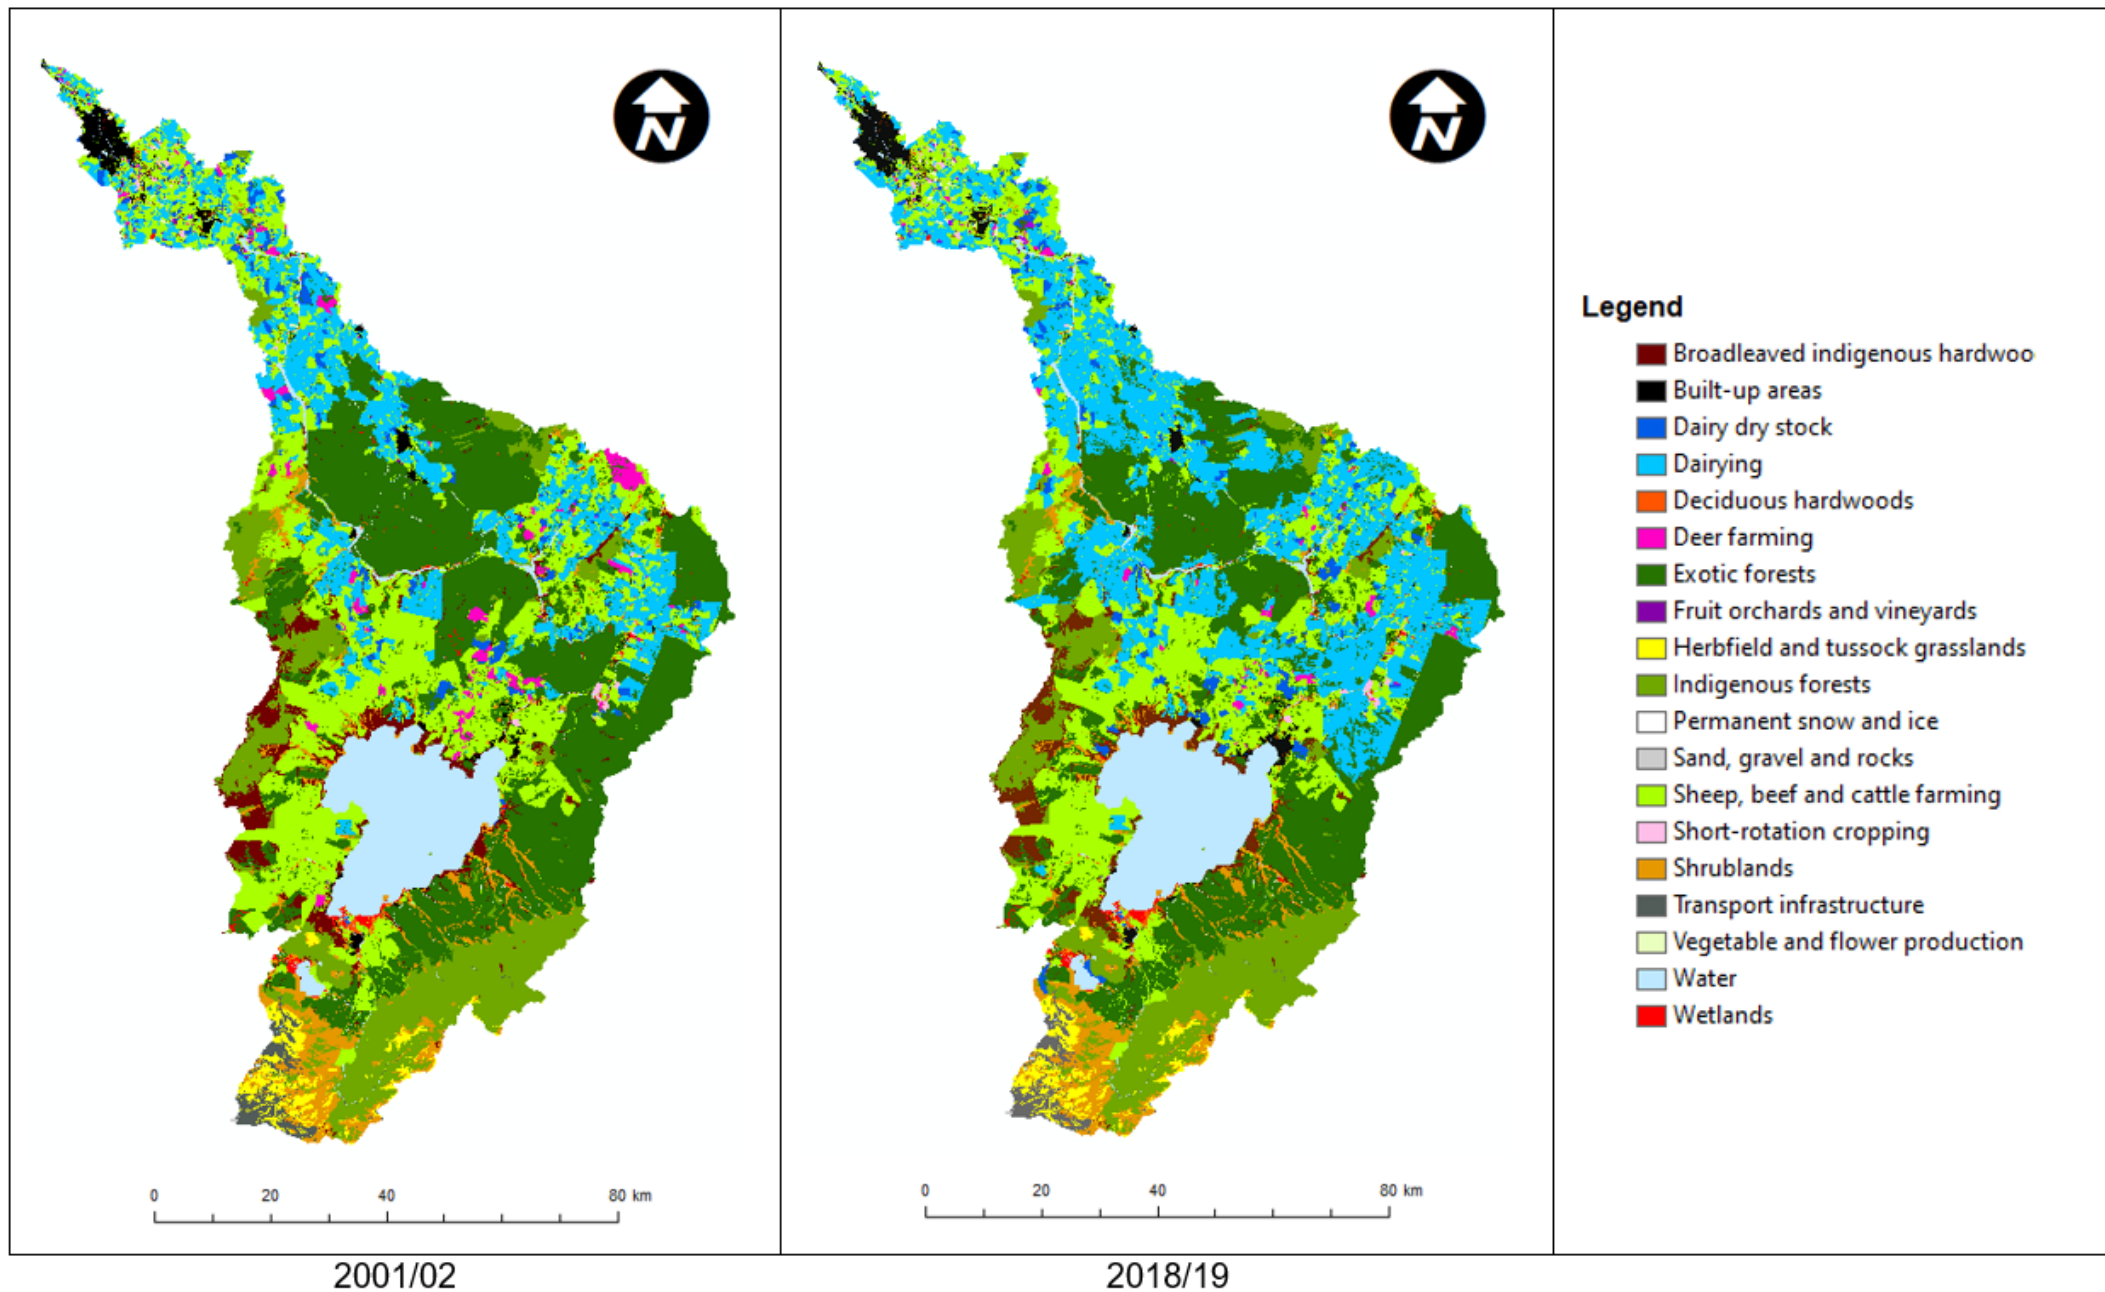 N
N
Legend
Broadleaved indigenous hardwoo
Built-up areas
Dairy dry stock
Dairying
Deciduous hardwoods
Deer farming
Exotic forests
Fruit orchards and vineyards
Herbfield and tussock grasslands
Indigenous forests
Permanent snow and ice
Sand, gravel and rocks
Sheep, beef and cattle farming
Short-rotation cropping
Shrublands
Transport infrastructure
Vegetable and flower production
Water
Wetlands
0 20 40 80 km
0 20 40 80 km
2001/02
2018/19